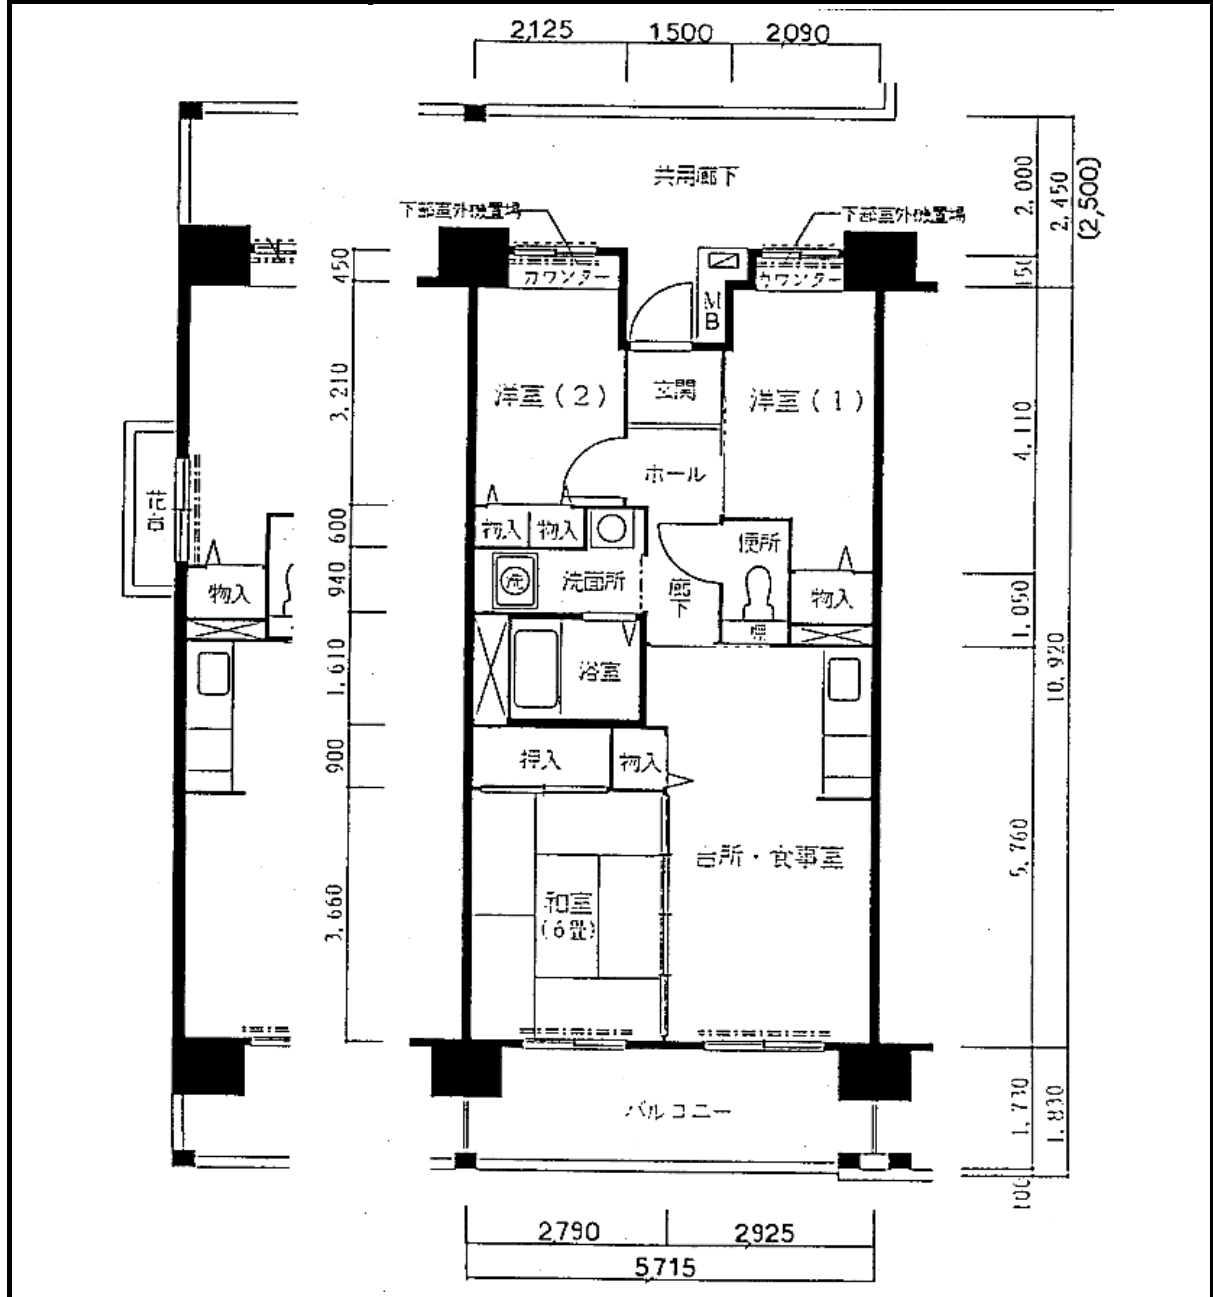 2,125
1500
2,090
共用廊下
下部室外機置場
下部室外機置場
カウンター
カウンター
MB
洋室(2)
玄関
洋室(1)
ホール
花台
物入
物入
便所
洗
洗面所
廊下
物入
物入
浴室
押入
物入
台所・食事室
和室
(6畳)
バルコニー
450
3,210
600
940
1,610
900
3,660
2,000
2,450
(2,500)
450
4,110
1,050
10,920
5,760
1,730
1,830
100
2,790
2,925
5,715